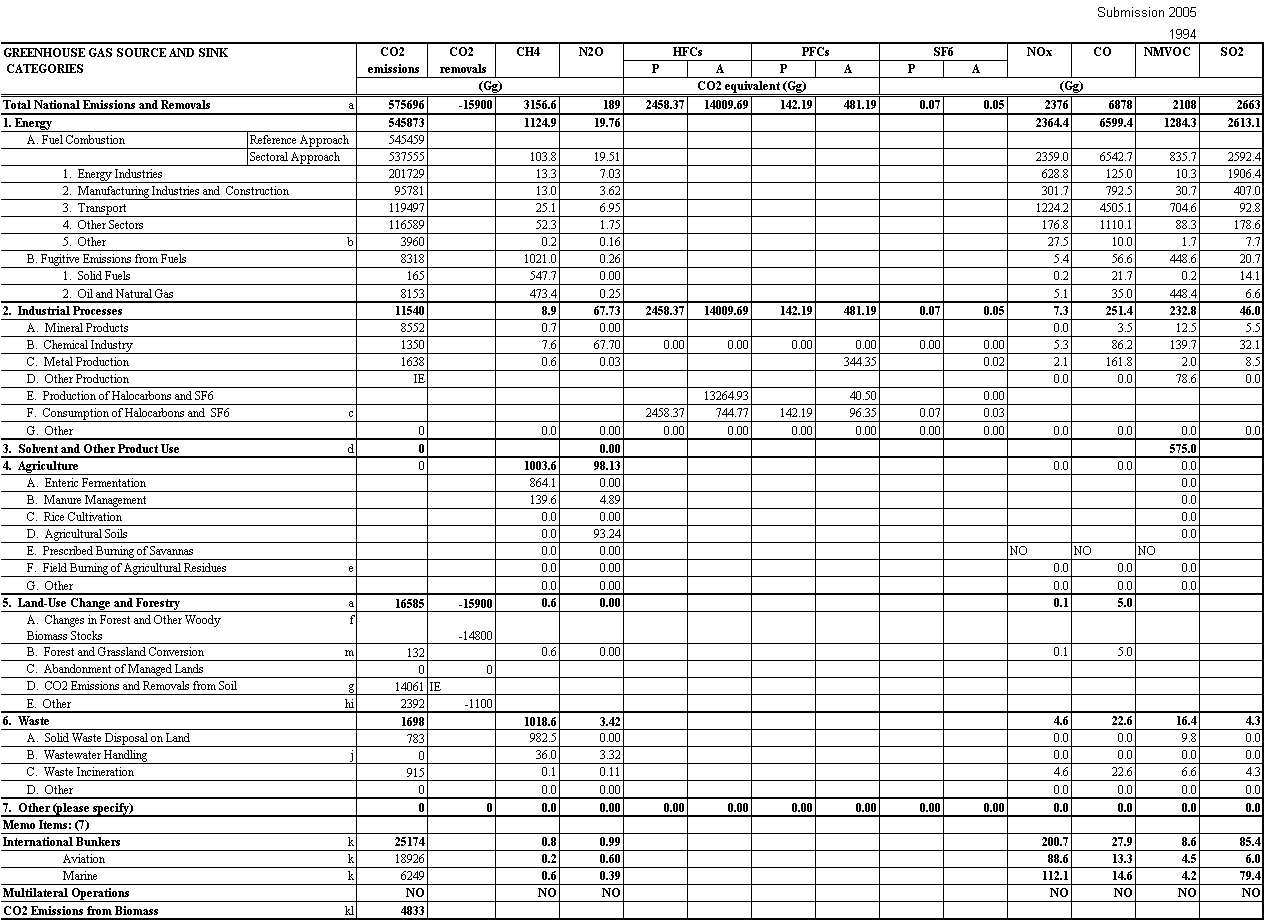 Submission 2005
1994
GREENHOUSE GAS SOURCE AND SINK CO2 CO2 CH4 N2O HFCs PFCs SF6 NOx CO NMVOC SO2
CATEGORIES emissions removals P A P A P A
(Gg) CO2 equivalent (Gg) (Gg)
Total National Emissions and Removals a 575696 -15900 3156.6 189 2458.37 14009.69 142.19 481.19 0.07 0.05 2376 6878 2108 2663
1. Energy 545873 1124.9 19.76 2364.4 6599.4 1284.3 2613.1
A. Fuel Combustion Reference Approach 545459
Sectoral Approach 537555 103.8 19.51 2359.0 6542.7 835.7 2592.4
1. Energy Industries 201729 13.3 7.03 628.8 125.0 10.3 1906.4
2. Manufacturing Industries and Construction 95781 13.0 3.62 301.7 792.5 30.7 407.0
3. Transport 119497 25.1 6.95 1224.2 4505.1 704.6 92.8
4. Other Sectors 116589 52.3 1.75 176.8 1110.1 88.3 178.6
5. Other b 3960 0.2 0.16 27.5 10.0 1.7 7.7
B. Fugitive Emissions from Fuels 8318 1021.0 0.26 5.4 56.6 448.6 20.7
1. Solid Fuels 165 547.7 0.00 0.2 21.7 0.2 14.1
2. Oil and Natural Gas 8153 473.4 0.25 5.1 35.0 448.4 6.6
2. Industrial Processes 11540 8.9 67.73 2458.37 14009.69 142.19 481.19 0.07 0.05 7.3 251.4 232.8 46.0
A. Mineral Products 8552 0.7 0.00 0.0 3.5 12.5 5.5
B. Chemical Industry 1350 7.6 67.70 0.00 0.00 0.00 0.00 0.00 0.00 5.3 86.2 139.7 32.1
C. Metal Production 1638 0.6 0.03 344.35 0.02 2.1 161.8 2.0 8.5
D. Other Production IE 0.0 0.0 78.6 0.0
E. Production of Halocarbons and SF6 13264.93 40.50 0.00
F. Consumption of Halocarbons and SF6 c 2458.37 744.77 142.19 96.35 0.07 0.03
G. Other 0 0.0 0.00 0.00 0.00 0.00 0.00 0.00 0.00 0.0 0.0 0.0 0.0
3. Solvent and Other Product Use d 0 0.00 575.0
4. Agriculture 0 1003.6 98.13 0.0 0.0 0.0
A. Enteric Fermentation 864.1 0.00 0.0
B. Manure Management 139.6 4.89 0.0
C. Rice Cultivation 0.0 0.00 0.0
D. Agricultural Soils 0.0 93.24 0.0
E. Prescribed Burning of Savannas 0.0 0.00 NO NO NO
F. Field Burning of Agricultural Residues e 0.0 0.00 0.0 0.0 0.0
G. Other 0.0 0.00 0.0 0.0 0.0
5. Land-Use Change and Forestry a 16585 -15900 0.6 0.00 0.1 5.0
A. Changes in Forest and Other Woody f
Biomass Stocks -14800
B. Forest and Grassland Conversion m 132 0.6 0.00 0.1 5.0
C. Abandonment of Managed Lands 0 0
D. CO2 Emissions and Removals from Soil g 14061 IE
E. Other hi 2392 -1100
6. Waste 1698 1018.6 3.42 4.6 22.6 16.4 4.3
A. Solid Waste Disposal on Land 783 982.5 0.00 0.0 0.0 9.8 0.0
B. Wastewater Handling j 0 36.0 3.32 0.0 0.0 0.0 0.0
C. Waste Incineration 915 0.1 0.11 4.6 22.6 6.6 4.3
D. Other 0 0.0 0.00 0.0 0.0 0.0 0.0
7. Other (please specify) 0 0 0.0 0.00 0.00 0.00 0.00 0.00 0.00 0.00 0.0 0.0 0.0 0.0
Memo Items: (7)
International Bunkers k 25174 0.8 0.99 200.7 27.9 8.6 85.4
Aviation k 18926 0.2 0.60 88.6 13.3 4.5 6.0
Marine k 6249 0.6 0.39 112.1 14.6 4.2 79.4
Multilateral Operations NO NO NO NO NO NO NO
CO2 Emissions from Biomass kl 4833